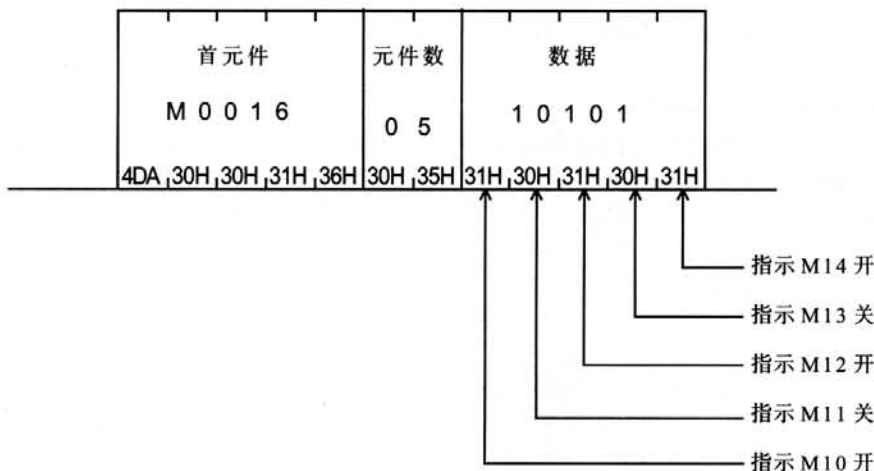 首元件 元件数 数据
M 0 0 1 6 0 5 1 0 1 0 1
4DA 30H 30H 31H 36H 30H 35H 31H 30H 31H 30H 31H
指示 M14 开
指示 M13 关
指示 M12 开
指示 M11 关
指示 M10 开